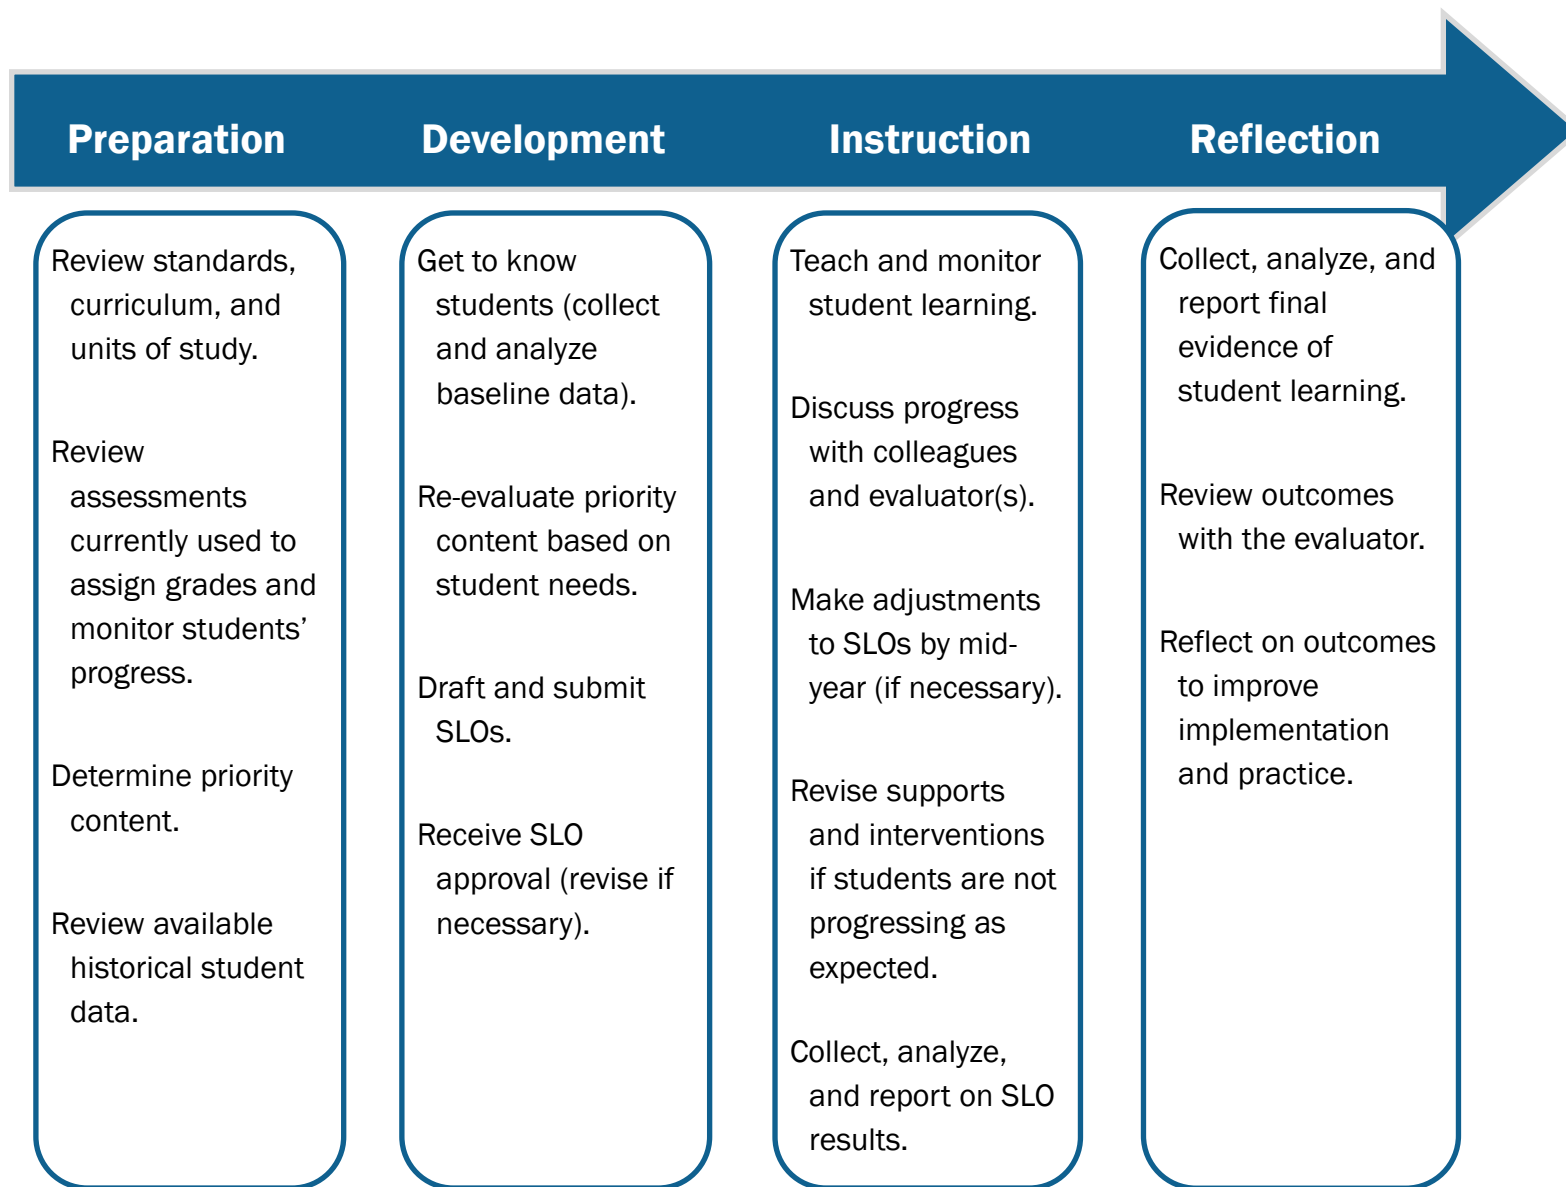 Preparation
Development
Instruction
Reflection
Review standards,
curriculum, and
units of study.
Review
assessments
currently used to
assign grades and
monitor students’
progress.
Determine priority
content.
Review available
historical student
data.
Get to know
students (collect
and analyze
baseline data).
Re-evaluate priority
content based on
student needs.
Draft and submit
SLOs.
Receive SLO
approval (revise if
necessary).
Teach and monitor
student learning.
Discuss progress
with colleagues
and evaluator(s).
Make adjustments
to SLOs by mid-
year (if necessary).
Revise supports
and interventions
if students are not
progressing as
expected.
Collect, analyze,
and report on SLO
results.
Collect, analyze, and
report final
evidence of
student learning.
Review outcomes
with the evaluator.
Reflect on outcomes
to improve
implementation
and practice.